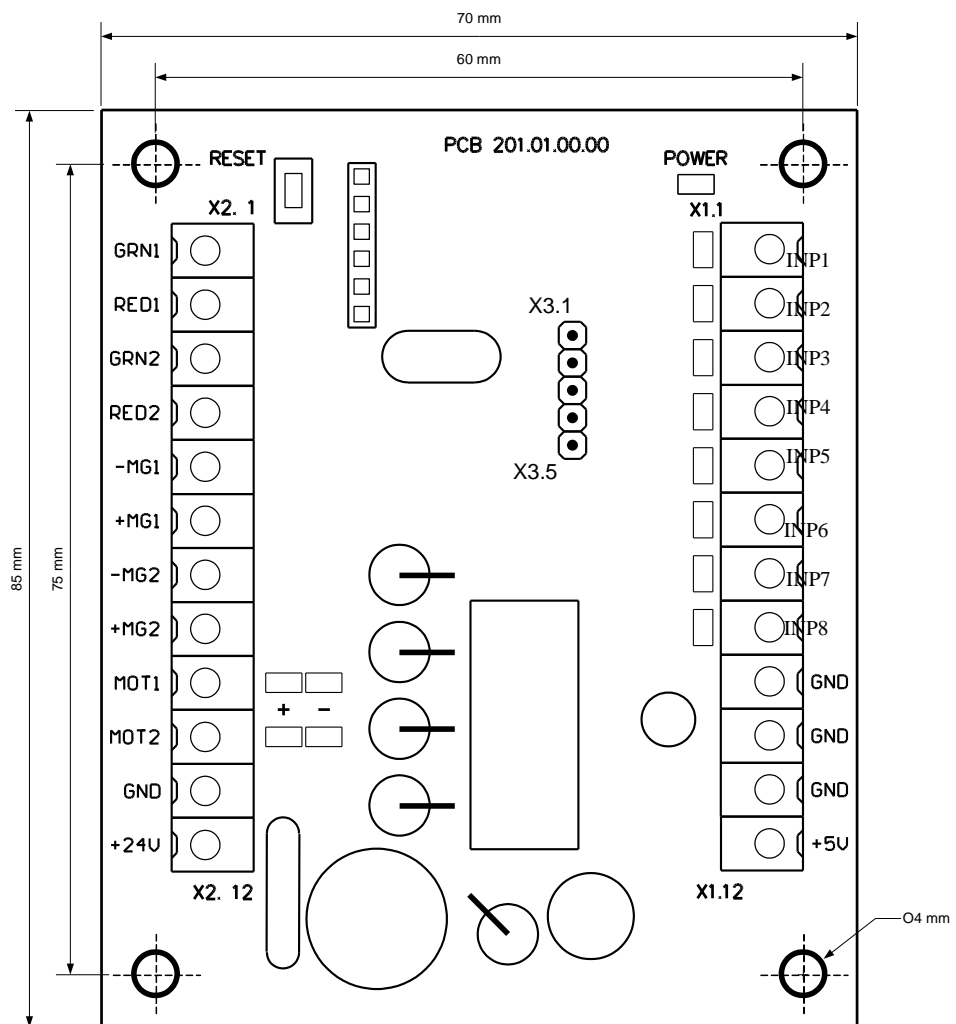 70 mm
60 mm
PCB 201.01.00.00
RESET
POWER
X2. 1
X1.1
GRN1
INP1
RED1
INP2
X3.1
GRN2
INP3
RED2
INP4
-MG1
INP5
X3.5
+MG1
INP6
-MG2
INP7
+MG2
INP8
85 mm
75 mm
MOT1
GND
+ -
MOT2
GND
GND
GND
+24V
+5V
X2. 12
X1.12
O4 mm